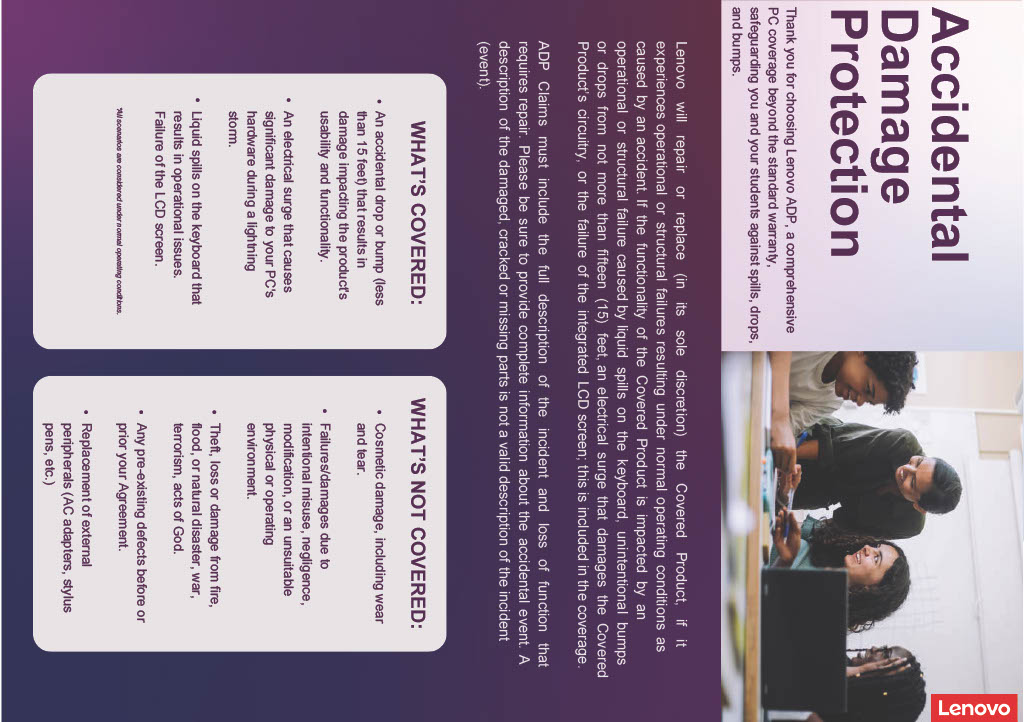 Lenovo
Accidental
Damage
Protection
Thank you for choosing Lenovo ADP, a comprehensive
PC coverage beyond the standard warranty,
safeguarding you and your students against spills, drops,
and bumps.
Lenovo will repair or replace (in its sole discretion) the Covered Product, if it
experiences operational or structural failures resulting under normal operating conditions as
caused by an accident. If the functionality of the Covered Product is impacted by an
operational or structural failure caused by liquid spills on the keyboard, unintentional bumps
or drops from not more than fifteen (15) feet, an electrical surge that damages the Covered
Product's circuitry, or the failure of the integrated LCD screen; this is included in the coverage.
ADP Claims must include the full description of the incident and loss of function that
requires repair. Please be sure to provide complete information about the accidental event. A
description of the damaged, cracked or missing parts is not a valid description of the incident
(event).
WHAT'S COVERED:
• An accidental drop or bump (less
than 15 feet) that results in
damage impacting the product's
usability and functionality.
• An electrical surge that causes
significant damage to your PC's
hardware during a lightning
storm.
• Liquid spills on the keyboard that
results in operational issues.
Failure of the LCD screen.
*All scenarios are considered under normal operating conditions.
WHAT'S NOT COVERED:
• Cosmetic damage, including wear
and tear.
• Failures/damages due to
intentional misuse, negligence,
modification, or an unsuitable
physical or operating
environment.
• Theft, loss or damage from fire,
flood, or natural disaster, war,
terrorism, acts of God.
• Any pre-existing defects before or
prior your Agreement.
• Replacement of external
peripherals (AC adapters, stylus
pens, etc.)